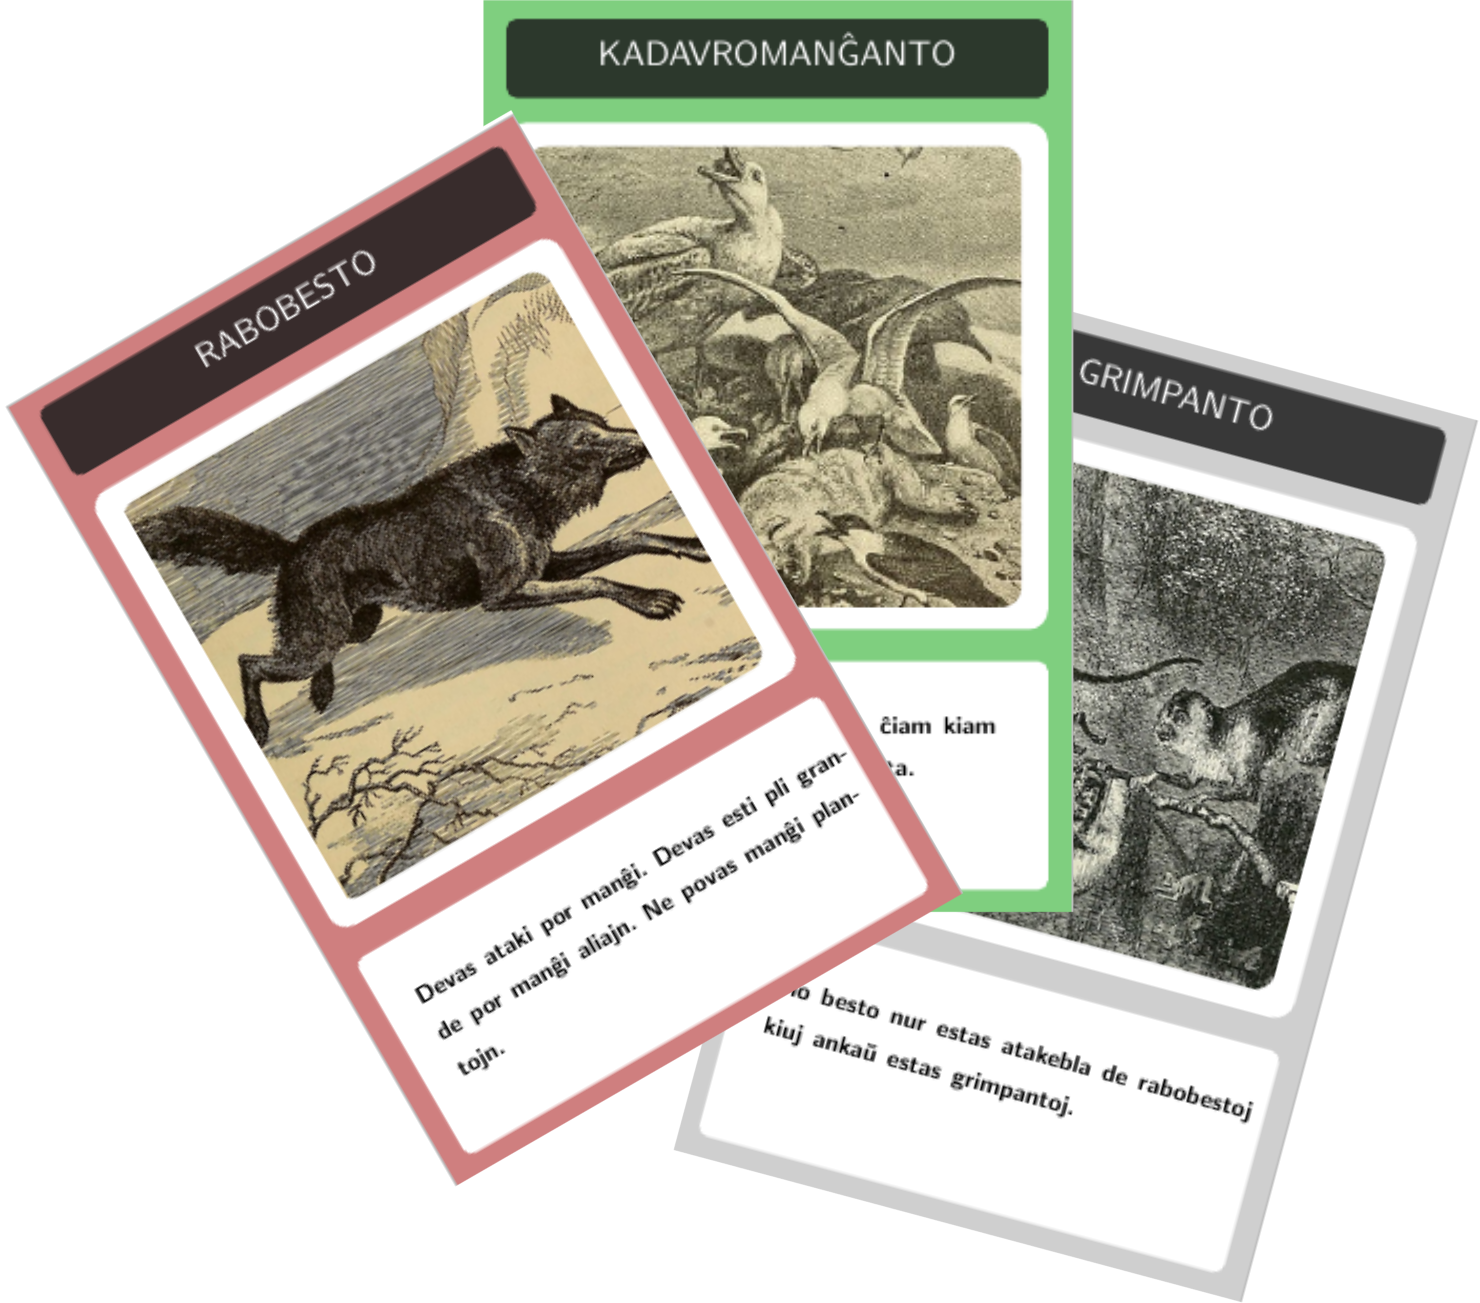 KADAVROMANĜANTO
ĉiam kiam
RABOBESTO
Devas ataki por manĝi. Devas esti pli gran-
de por manĝi aliajn. Ne povas manĝi plan-
tojn.
GRIMPANTO
besto nur estas atakebla de rabobestoj
kiuj ankaŭ estas grimpantoj.